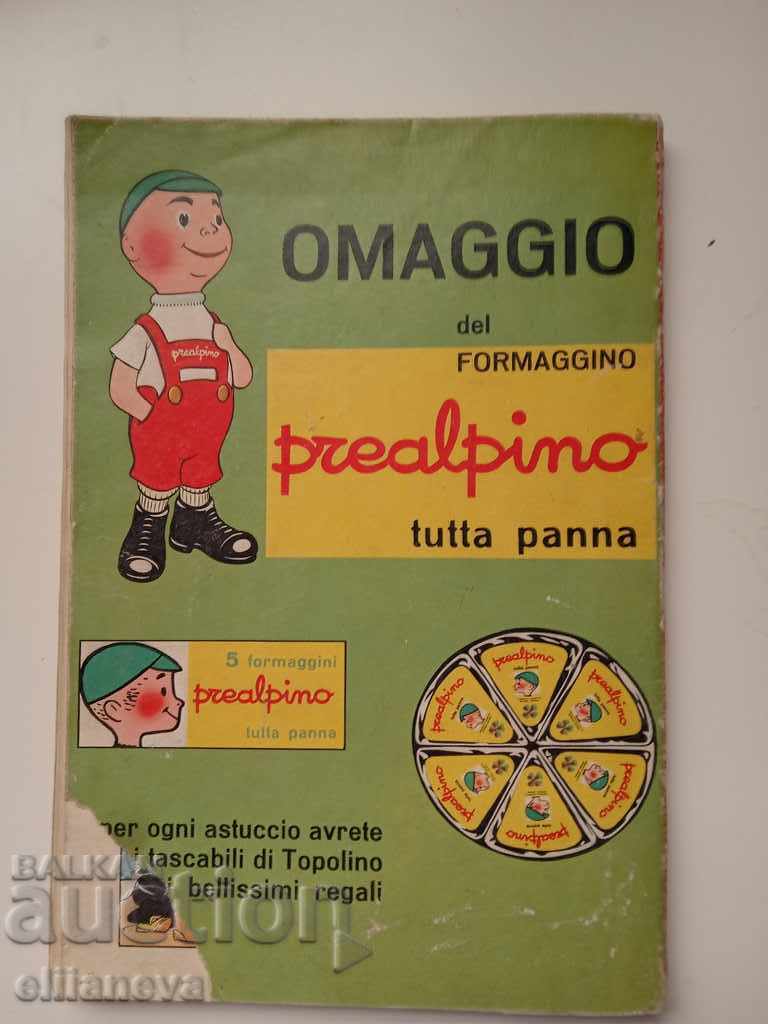 OMAGGIO
del
FORMAGGINO
prealpino
tutta panna
prealpino
5 formaggini
prealpino
tutta panna
prealpino
prealpino
prealpino
prealpino
prealpino
prealpino
per ogni astuccio avrete
i tascabili di Topolino
i bellissimi regali
BALKAN
auction
elianeva